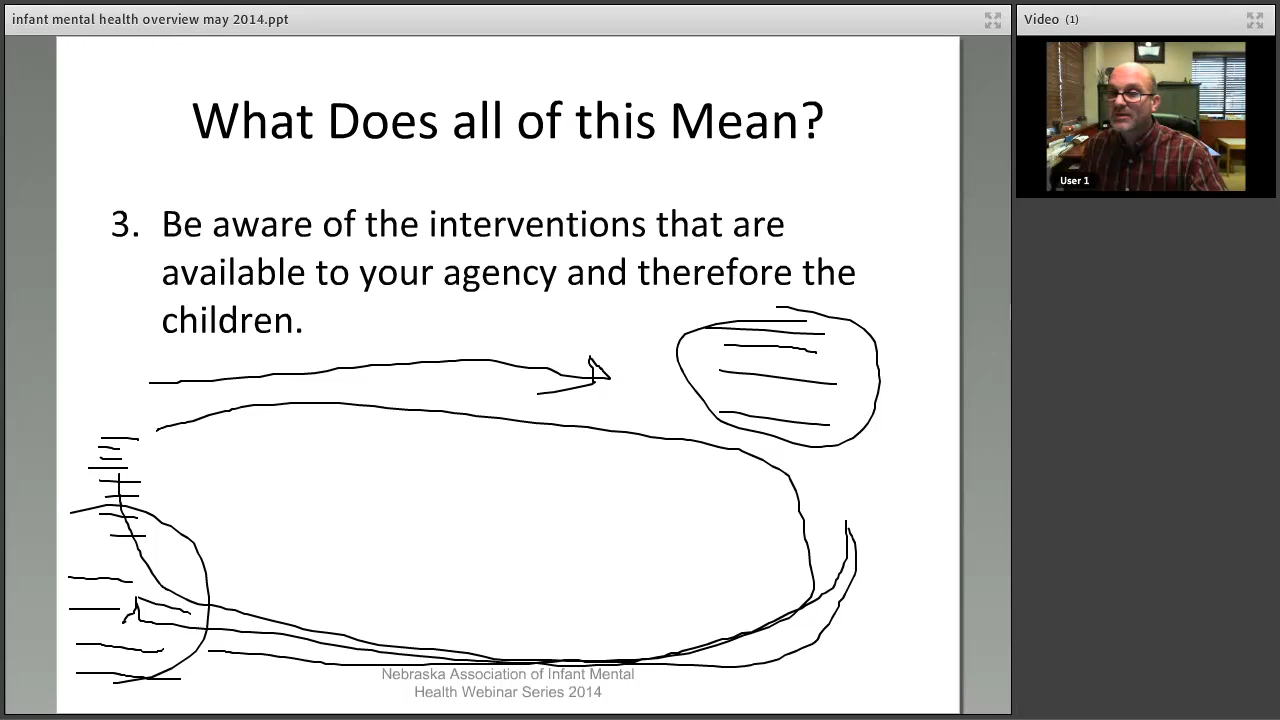 infant mental health overview may 2014.ppt
Video (1)
User 1
What Does all of this Mean?
3. Be aware of the interventions that are
available to your agency and therefore the
children.
Nebraska Association of Infant Mental
Health Webinar Series 2014